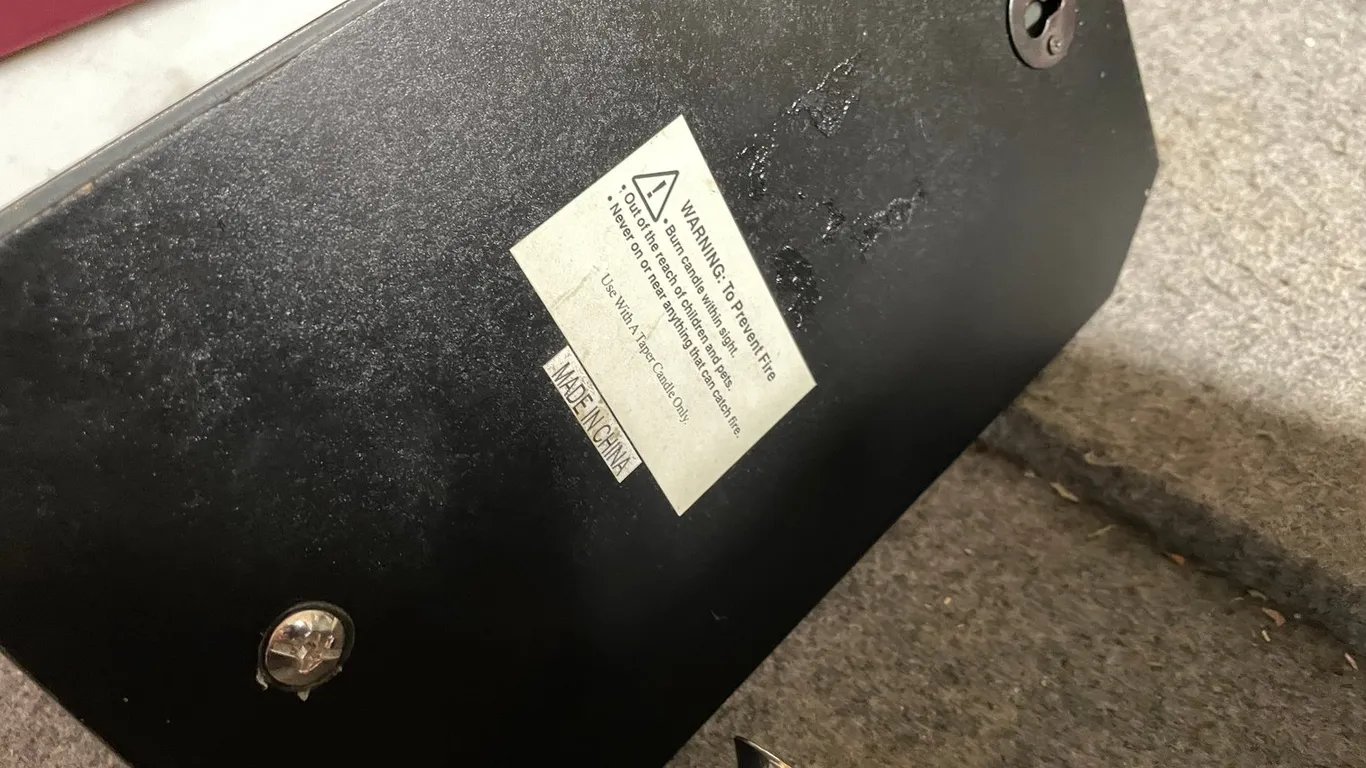 WARNING: To Prevent Fire
• Burn candle within sight.
• Out of the reach of children and pets.
• Never on or near anything that can catch fire.
Use With A Taper Candle Only.
MADE IN CHINA